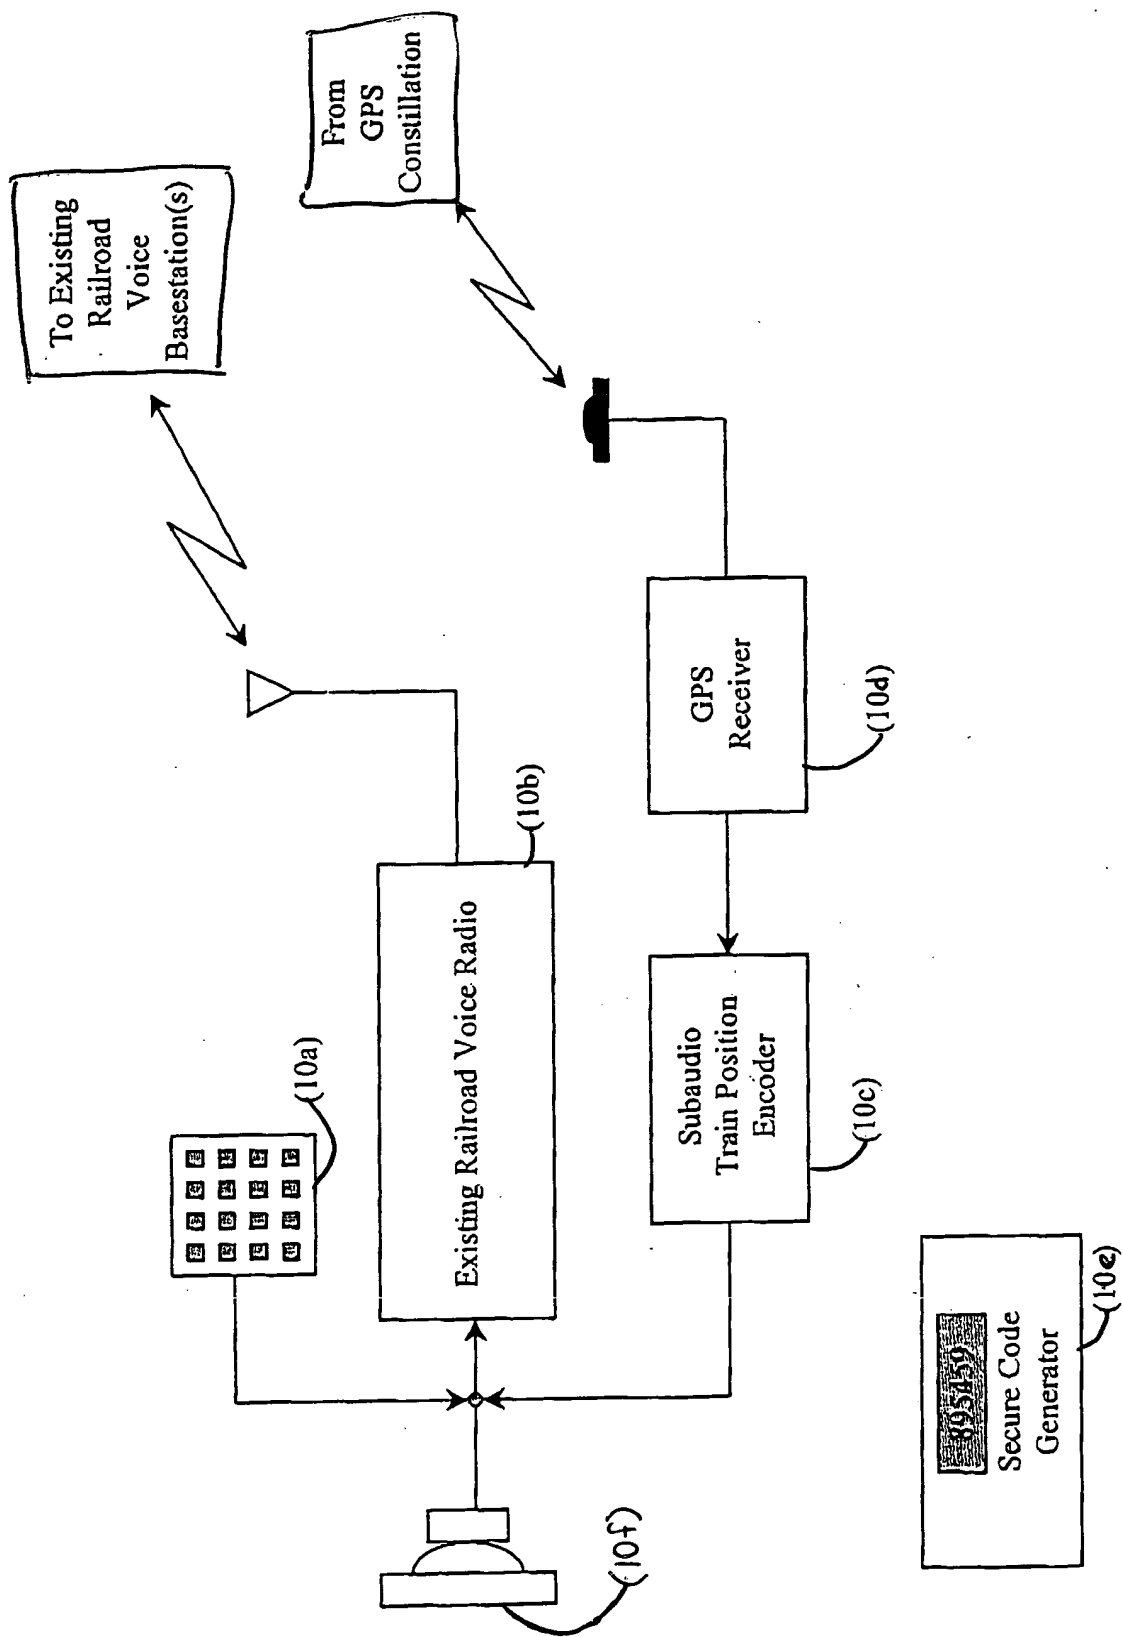 To Existing
Railroad
Voice
Basestation(s)
From
GPS
Constillation
(10a)
Existing Railroad Voice Radio
(10b)
Subaudio
Train Position
Encoder
(10c)
GPS
Receiver
(10d)
(10f)
895459
Secure Code
Generator
(10e)